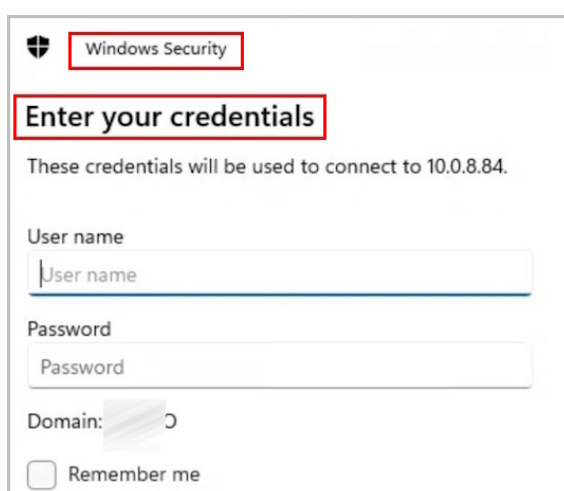 Windows Security
Enter your credentials
These credentials will be used to connect to 10.0.8.84.
User name
User name
Password
Password
Domain:
Remember me